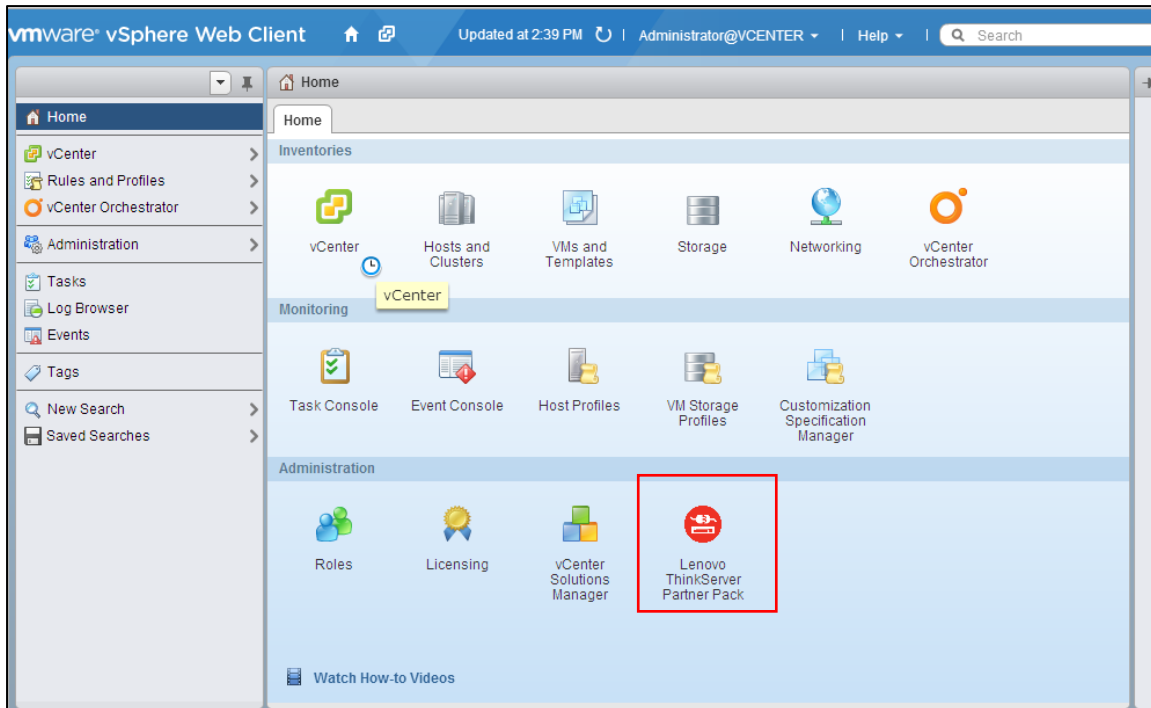 vmware® vSphere Web Client
Updated at 2:39 PM
Administrator@VCENTER
Help
Search
Home
vCenter
Rules and Profiles
vCenter Orchestrator
Administration
Tasks
Log Browser
Events
Tags
New Search
Saved Searches
Home
Home
Inventories
vCenter
Hosts and
Clusters
VMs and
Templates
Storage
Networking
vCenter
Orchestrator
vCenter
Monitoring
Task Console
Event Console
Host Profiles
VM Storage
Profiles
Customization
Specification
Manager
Administration
Roles
Licensing
vCenter
Solutions
Manager
Lenovo
ThinkServer
Partner Pack
Watch How-to Videos